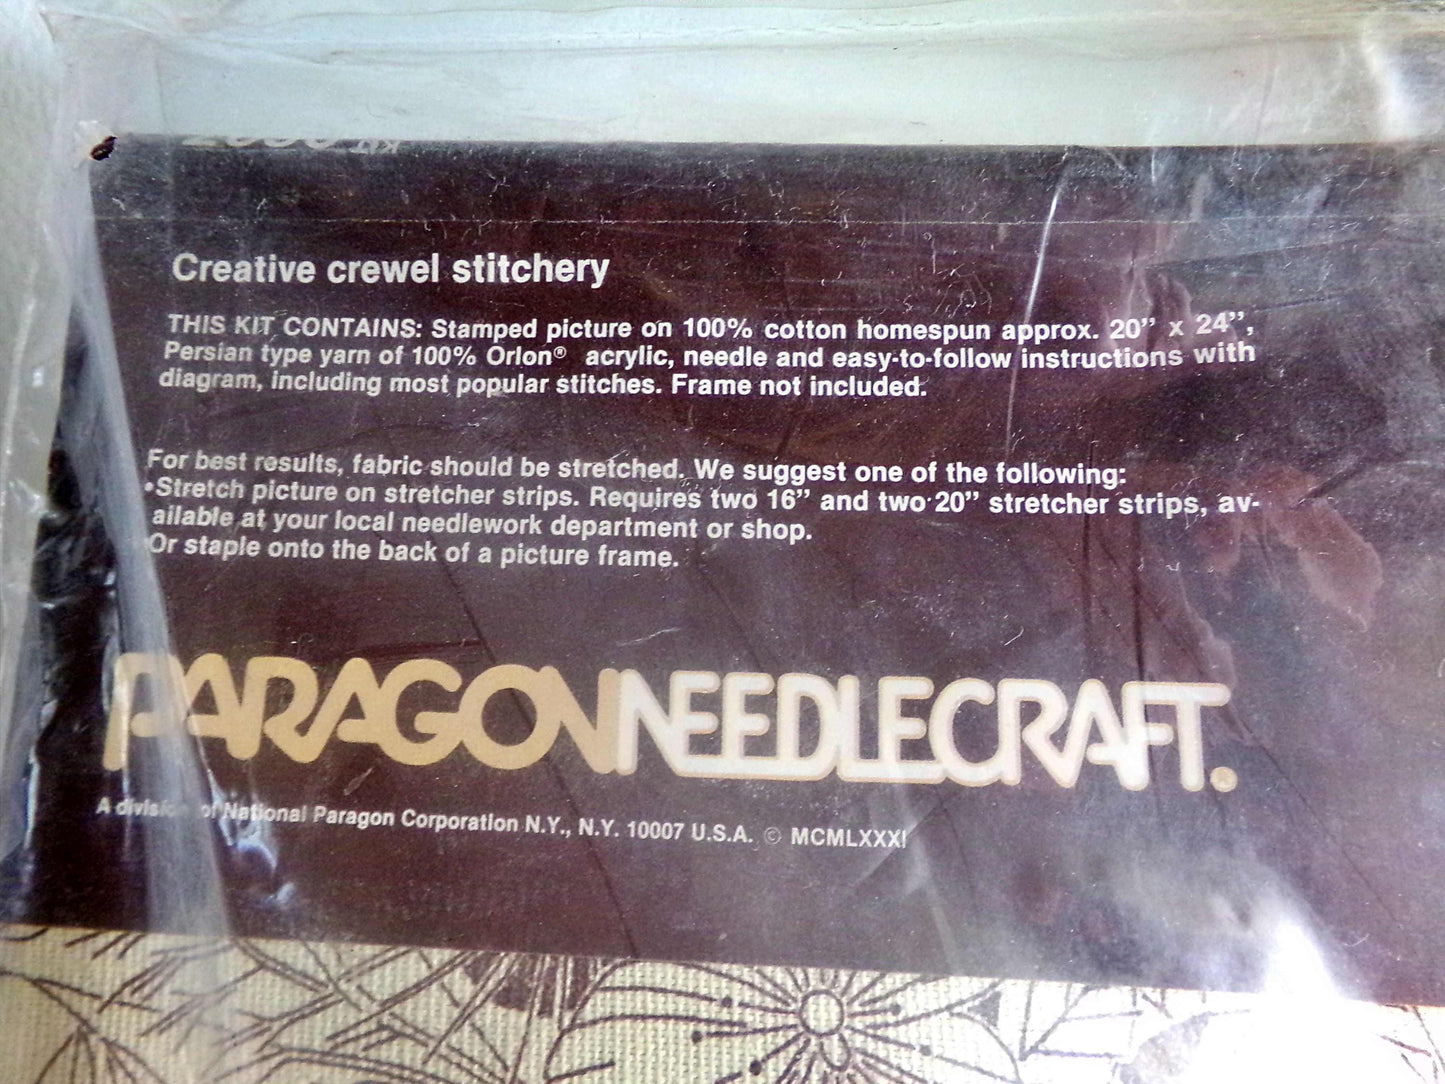 Creative crewel stitchery
THIS KIT CONTAINS: Stamped picture on 100% cotton homespun approx. 20” x 24”,
Persian type yarn of 100% Orlon® acrylic, needle and easy-to-follow instructions with
diagram, including most popular stitches. Frame not included.
For best results, fabric should be stretched. We suggest one of the following:
•Stretch picture on stretcher strips. Requires two 16” and two 20” stretcher strips, av-
ailable at your local needlework department or shop.
Or staple onto the back of a picture frame.
PARAGON NEEDLECRAFT®
A division of National Paragon Corporation N.Y., N.Y. 10007 U.S.A. © MCMLXXXI